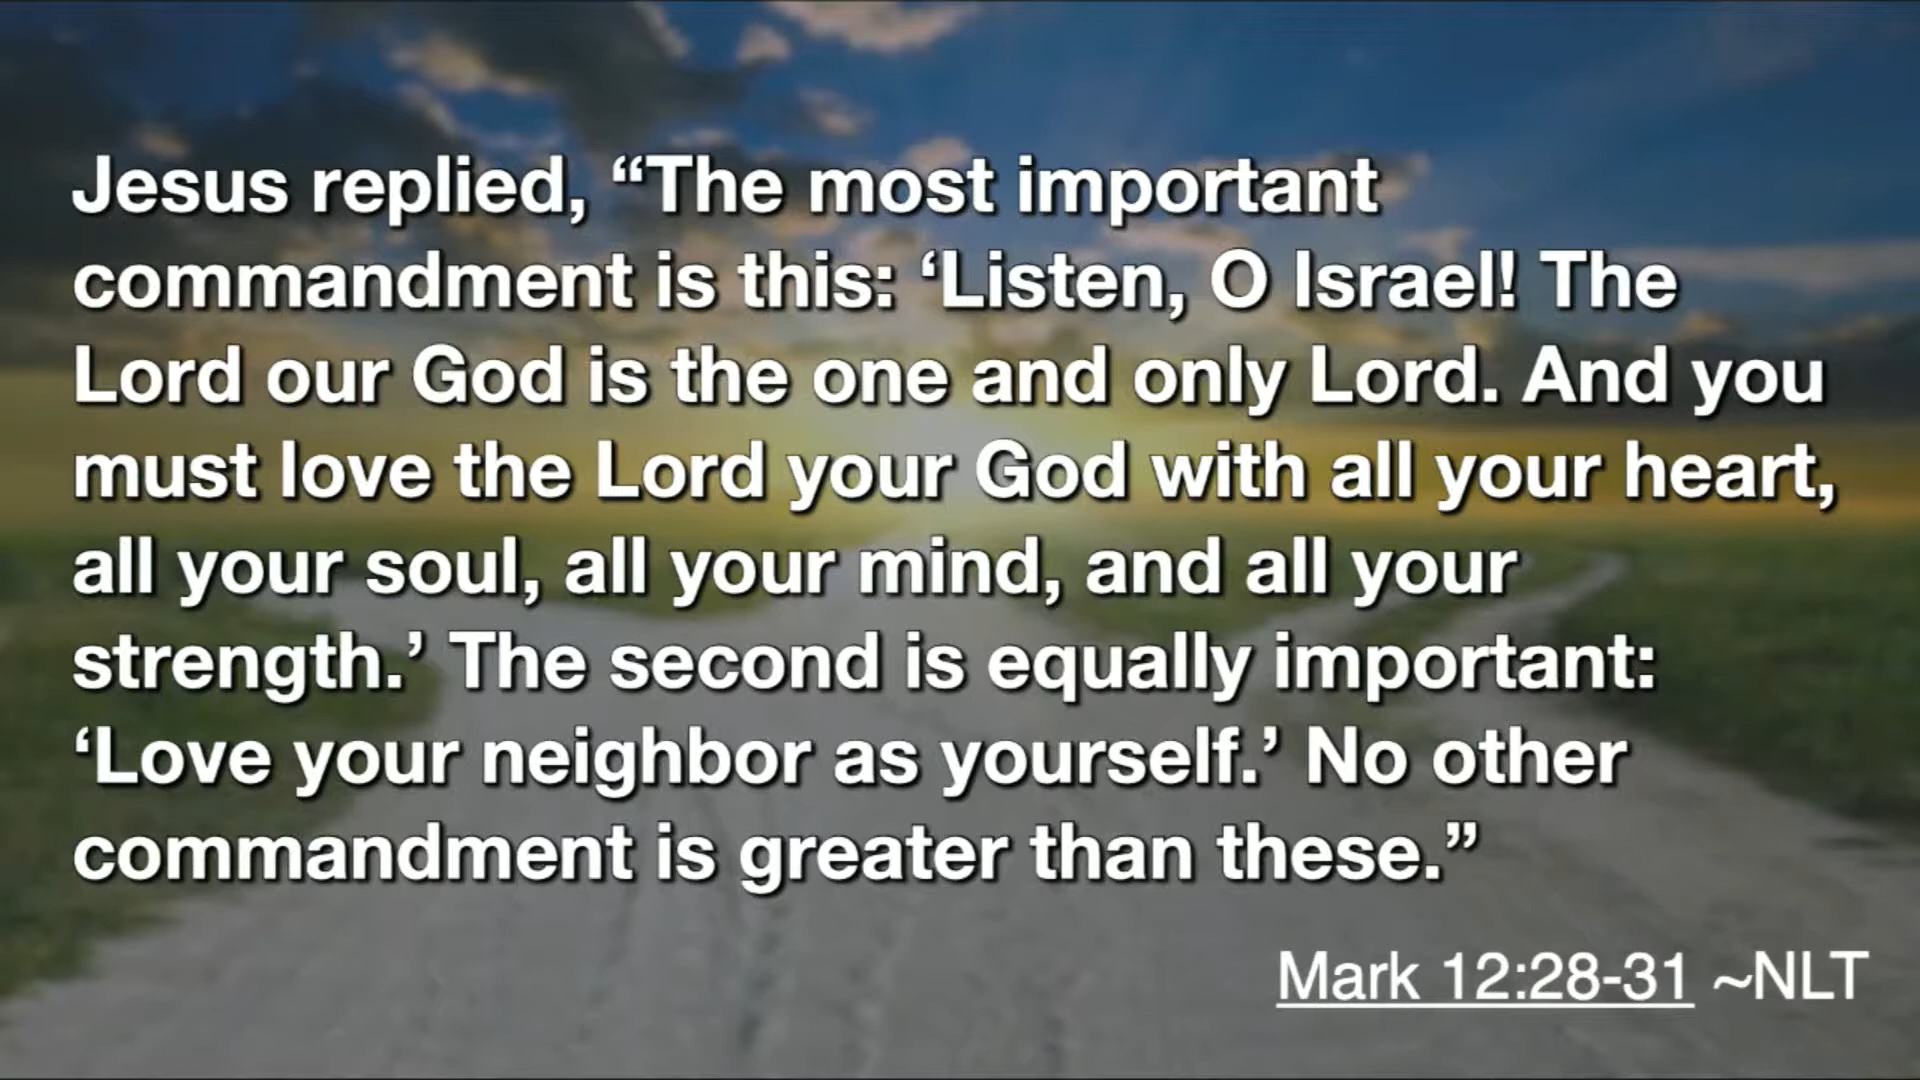 Jesus replied, “The most important
commandment is this: ‘Listen, O Israel! The
Lord our God is the one and only Lord. And you
must love the Lord your God with all your heart,
all your soul, all your mind, and all your
strength.’ The second is equally important:
‘Love your neighbor as yourself.’ No other
commandment is greater than these.”
Mark 12:28-31 ~NLT